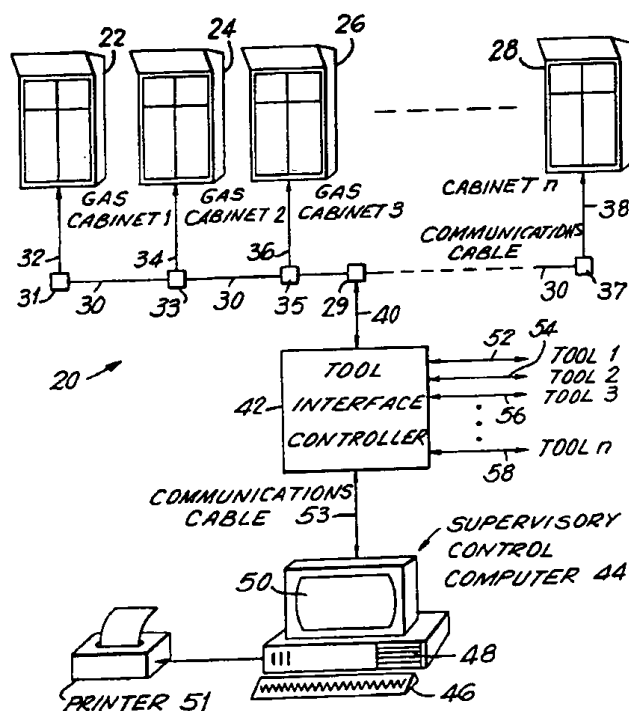 22
24
26
28
GAS CABINET 1
GAS CABINET 2
GAS CABINET 3
CABINET n
32
34
36
38
COMMUNICATIONS CABLE
31
30
33
30
35
29
30
37
40
20
42
TOOL
INTERFACE
CONTROLLER
52
54
TOOL 1
TOOL 2
TOOL 3
56
58
TOOL n
COMMUNICATIONS
CABLE 53
SUPERVISORY
CONTROL
COMPUTER 44
50
48
46
PRINTER 51